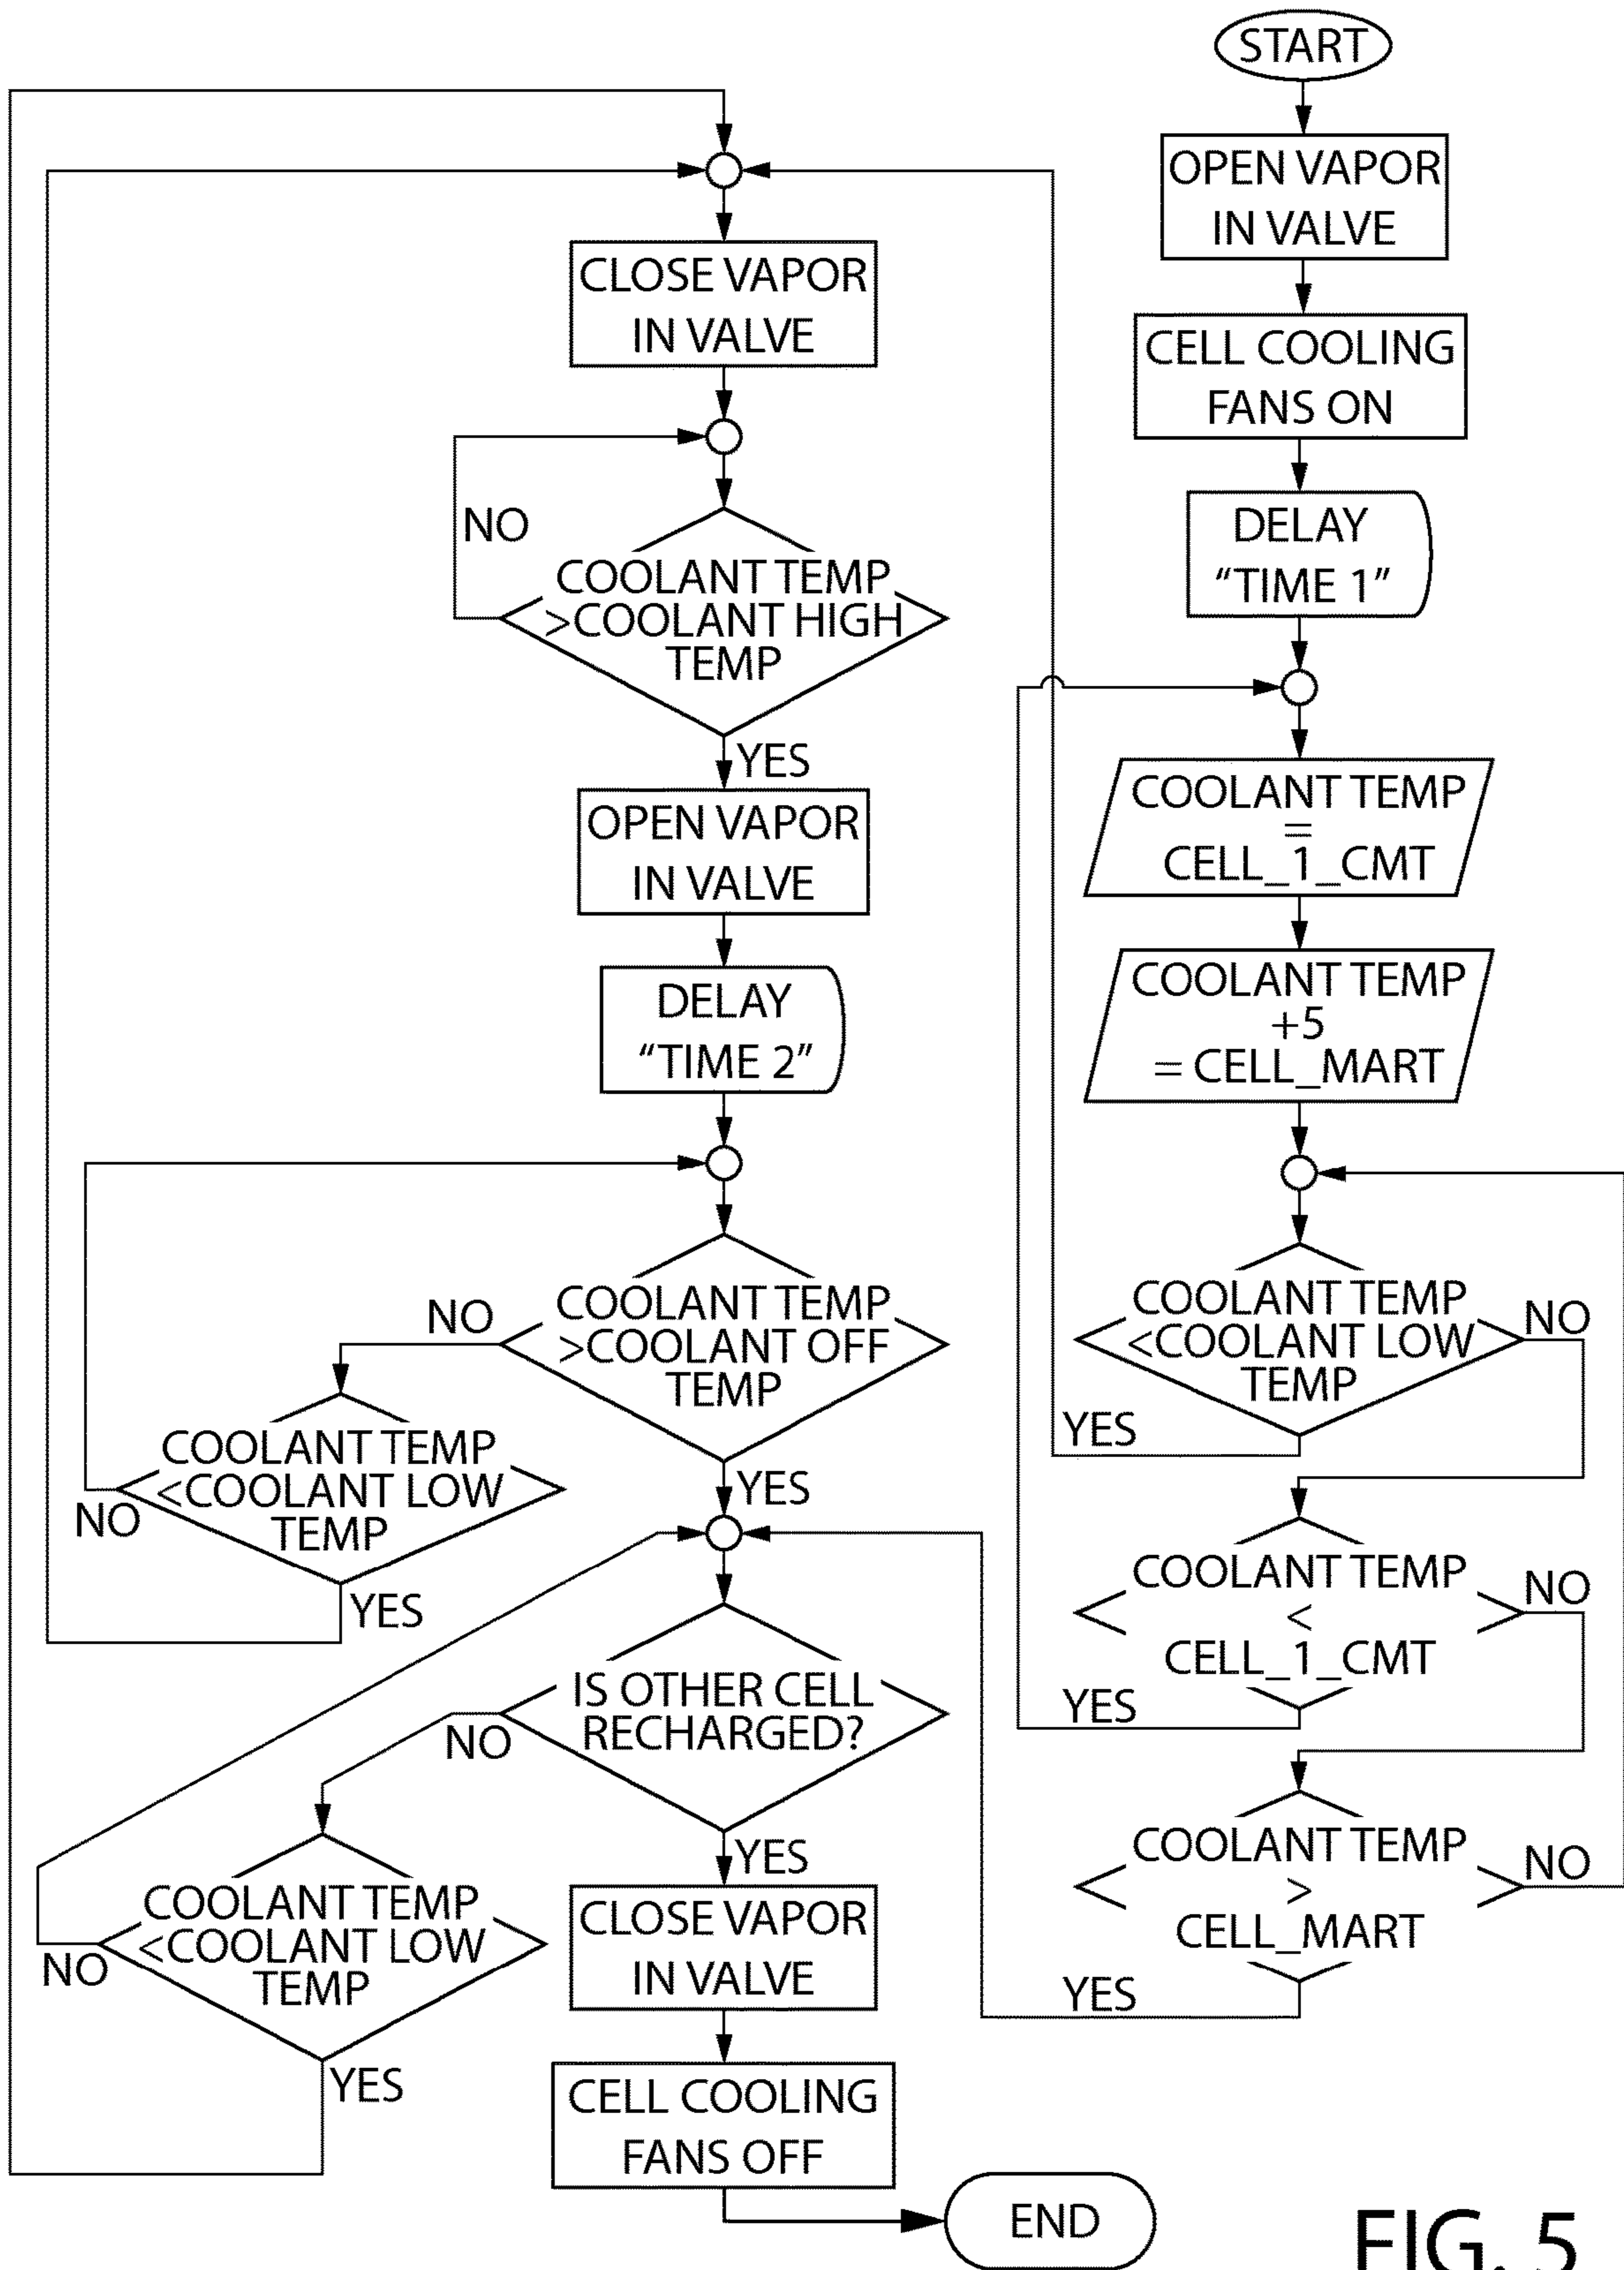 START
OPEN VAPOR
IN VALVE
CELL COOLING
FANS ON
DELAY
“TIME 1”
COOLANT TEMP
=
CELL_1_CMT
COOLANT TEMP
+5
= CELL_MART
COOLANT TEMP
<COOLANT LOW
TEMP
NO
YES
COOLANT TEMP
<
CELL_1_CMT
NO
YES
COOLANT TEMP
>
CELL_MART
NO
YES
CLOSE VAPOR
IN VALVE
NO
COOLANT TEMP
>COOLANT HIGH
TEMP
YES
OPEN VAPOR
IN VALVE
DELAY
“TIME 2”
NO
COOLANT TEMP
>COOLANT OFF
TEMP
YES
COOLANT TEMP
<COOLANT LOW
TEMP
NO
YES
IS OTHER CELL
RECHARGED?
NO
YES
COOLANT TEMP
<COOLANT LOW
TEMP
NO
YES
CLOSE VAPOR
IN VALVE
CELL COOLING
FANS OFF
END
FIG. 5